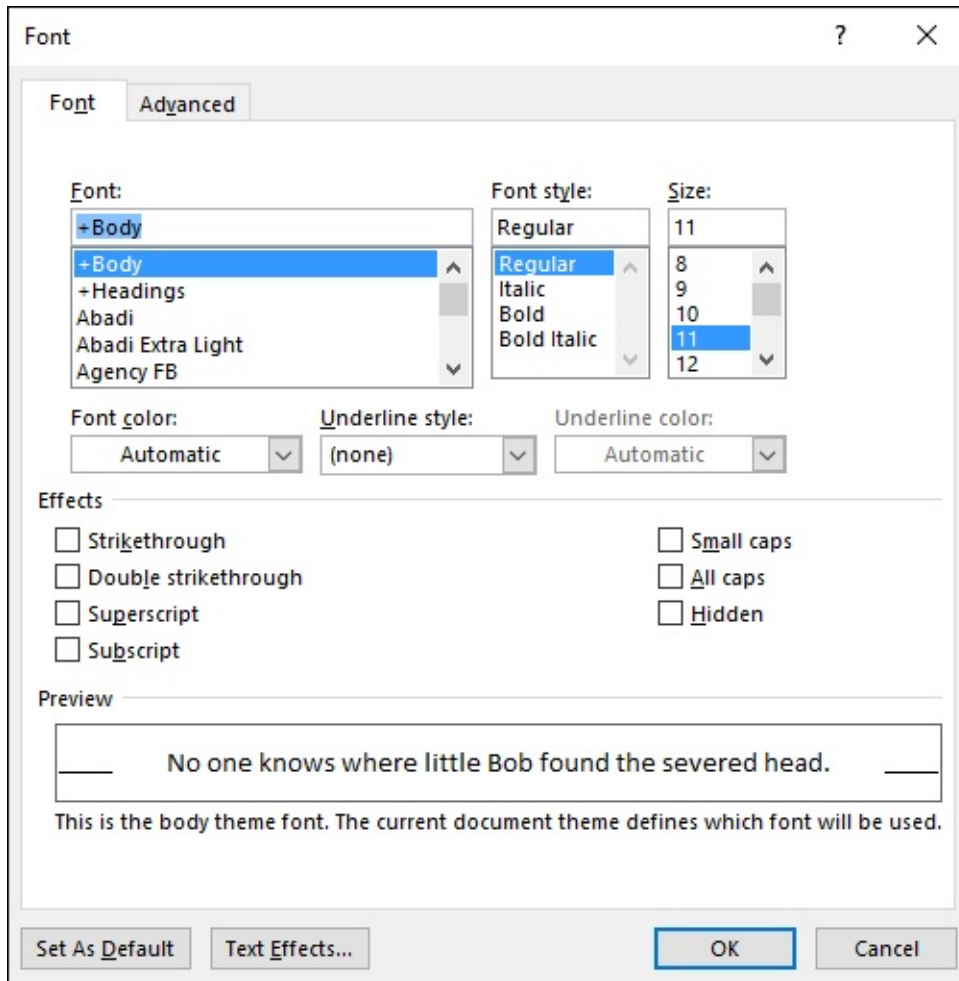 Font ?
Font Advanced
Font: Font style: Size:
+Body Regular 11
+Body Regular 8
+Headings Italic 9
Abadi Bold 10
Abadi Extra Light Bold Italic 11
Agency FB 12
Font color: Underline style: Underline color:
Automatic (none) Automatic
Effects
Strikethrough Small caps
Double strikethrough All caps
Superscript Hidden
Subscript
Preview
No one knows where little Bob found the severed head.
This is the body theme font. The current document theme defines which font will be used.
Set As Default Text Effects... OK Cancel